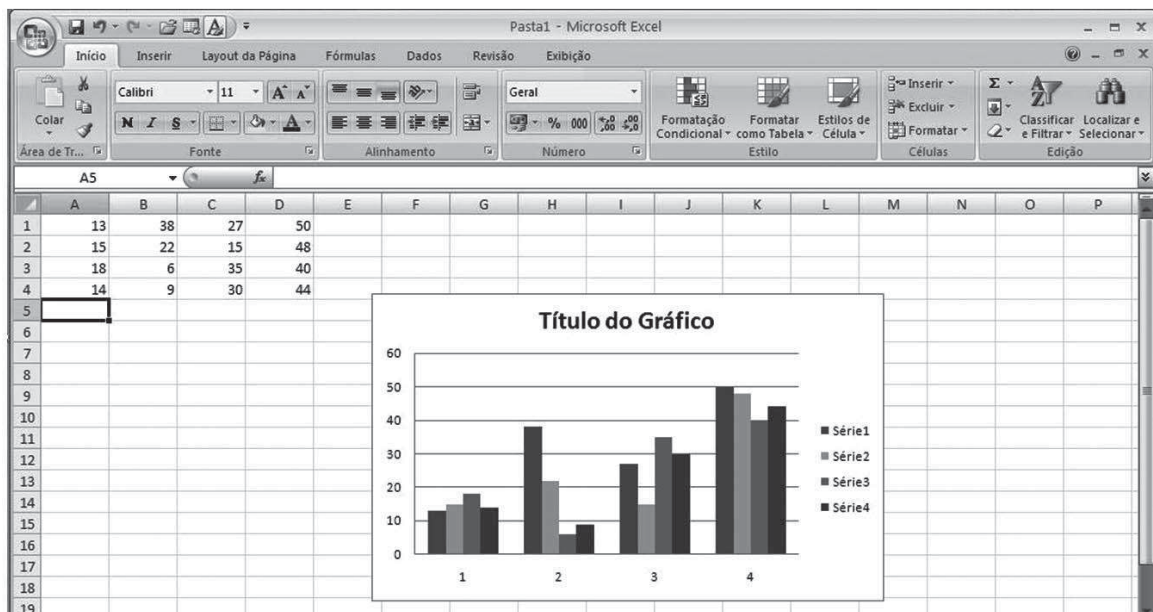 Pasta1 - Microsoft Excel
Início Inserir Layout da Página Fórmulas Dados Revisão Exibição
Colar
Calibri 11 A A
N I S A
Geral
% 000 ,0 ,00 ,00 ,0
Formatação Condicional
Formatar como Tabela
Estilos de Célula
Inserir
Excluir
Formatar
Σ
Classificar e Filtrar
Localizar e Selecionar
Área de Tr... Fonte Alinhamento Número Estilo Células Edição
A5 fx
A B C D E F G H I J K L M N O P
1 13 38 27 50
2 15 22 15 48
3 18 6 35 40
4 14 9 30 44
5
6
7
8
9
10
11
12
13
14
15
16
17
18
19
Título do Gráfico
60
50
40
30
20
10
0
1 2 3 4
Série1
Série2
Série3
Série4